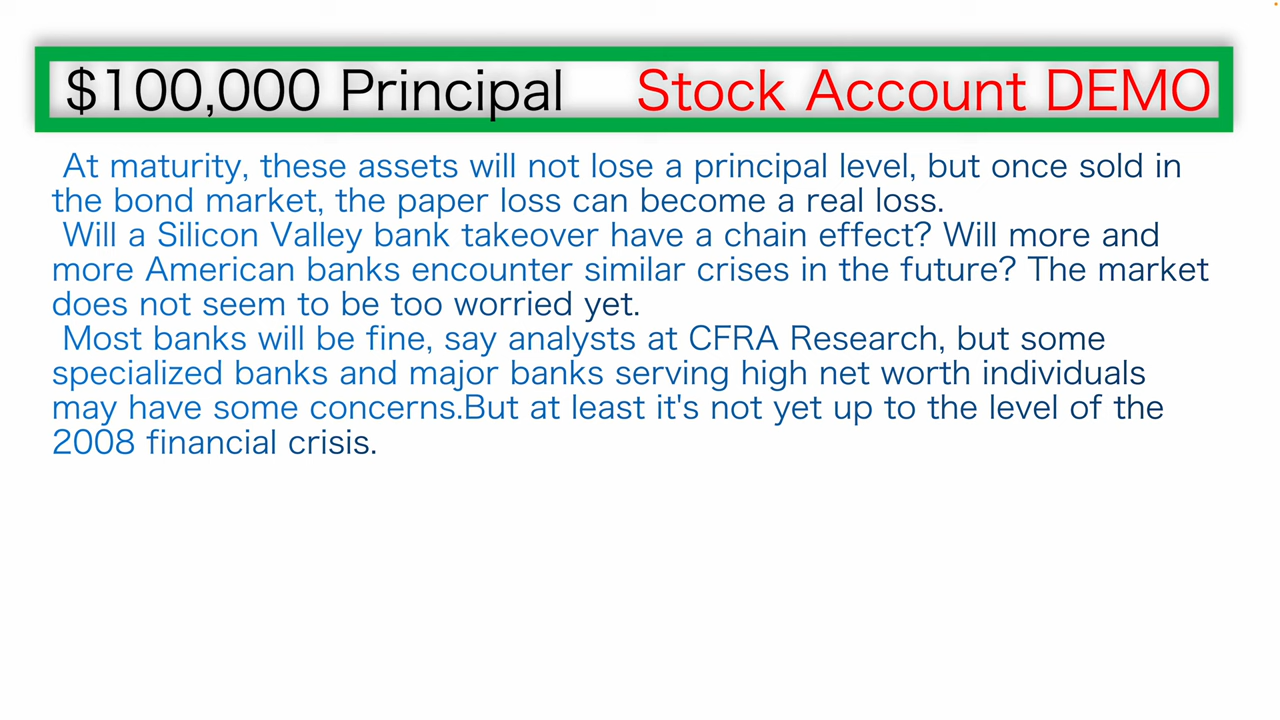 $100,000 Principal Stock Account DEMO
At maturity, these assets will not lose a principal level, but once sold in
the bond market, the paper loss can become a real loss.
Will a Silicon Valley bank takeover have a chain effect? Will more and
more American banks encounter similar crises in the future? The market
does not seem to be too worried yet.
Most banks will be fine, say analysts at CFRA Research, but some
specialized banks and major banks serving high net worth individuals
may have some concerns.But at least it's not yet up to the level of the
2008 financial crisis.